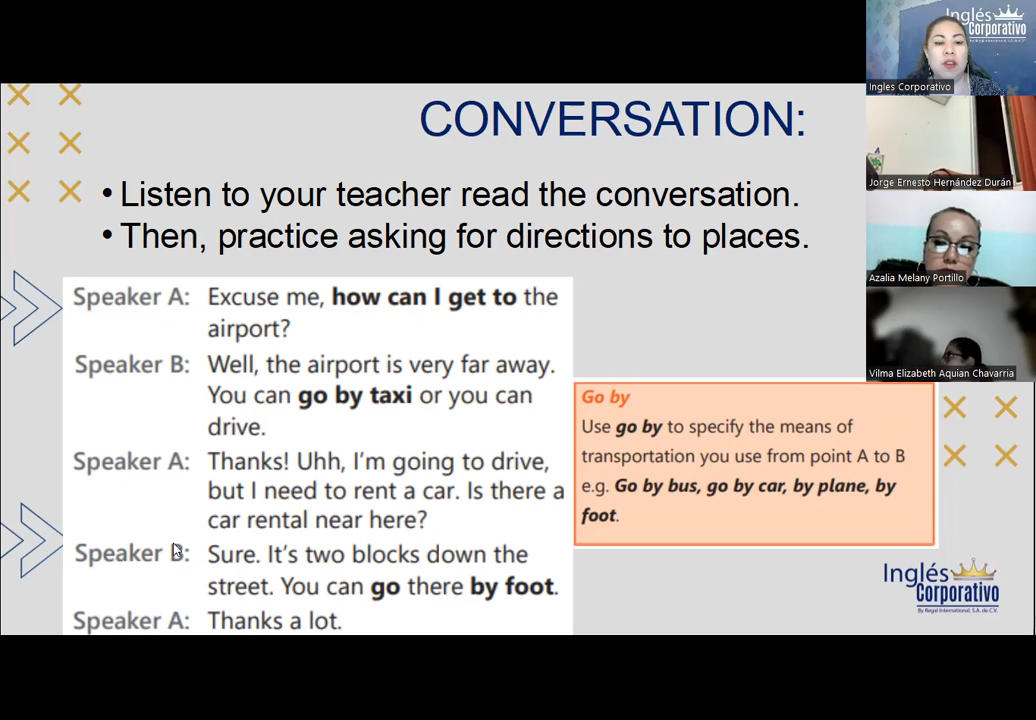 CONVERSATION:
• Listen to your teacher read the conversation.
• Then, practice asking for directions to places.
Speaker A: Excuse me, how can I get to the
airport?
Speaker B: Well, the airport is very far away.
You can go by taxi or you can
drive.
Speaker A: Thanks! Uhh, I'm going to drive,
but I need to rent a car. Is there a
car rental near here?
Speaker B: Sure. It's two blocks down the
street. You can go there by foot.
Speaker A: Thanks a lot.
Go by
Use go by to specify the means of
transportation you use from point A to B
e.g. Go by bus, go by car, by plane, by
foot.
Inglés
Corporativo
By Regal International, S.A. de C.V.
Inglés
Corporativo
Ingles Corporativo
Jorge Ernesto Hernández Durán
Azalia Melany Portillo
Vilma Elizabeth Aquian Chavarria